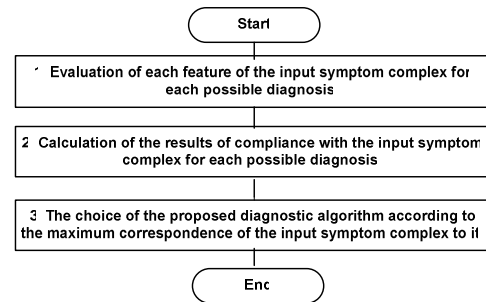 Start
1 Evaluation of each feature of the input symptom complex for
each possible diagnosis
2 Calculation of the results of compliance with the input symptom
complex for each possible diagnosis
3 The choice of the proposed diagnostic algorithm according to
the maximum correspondence of the input symptom complex to it
End